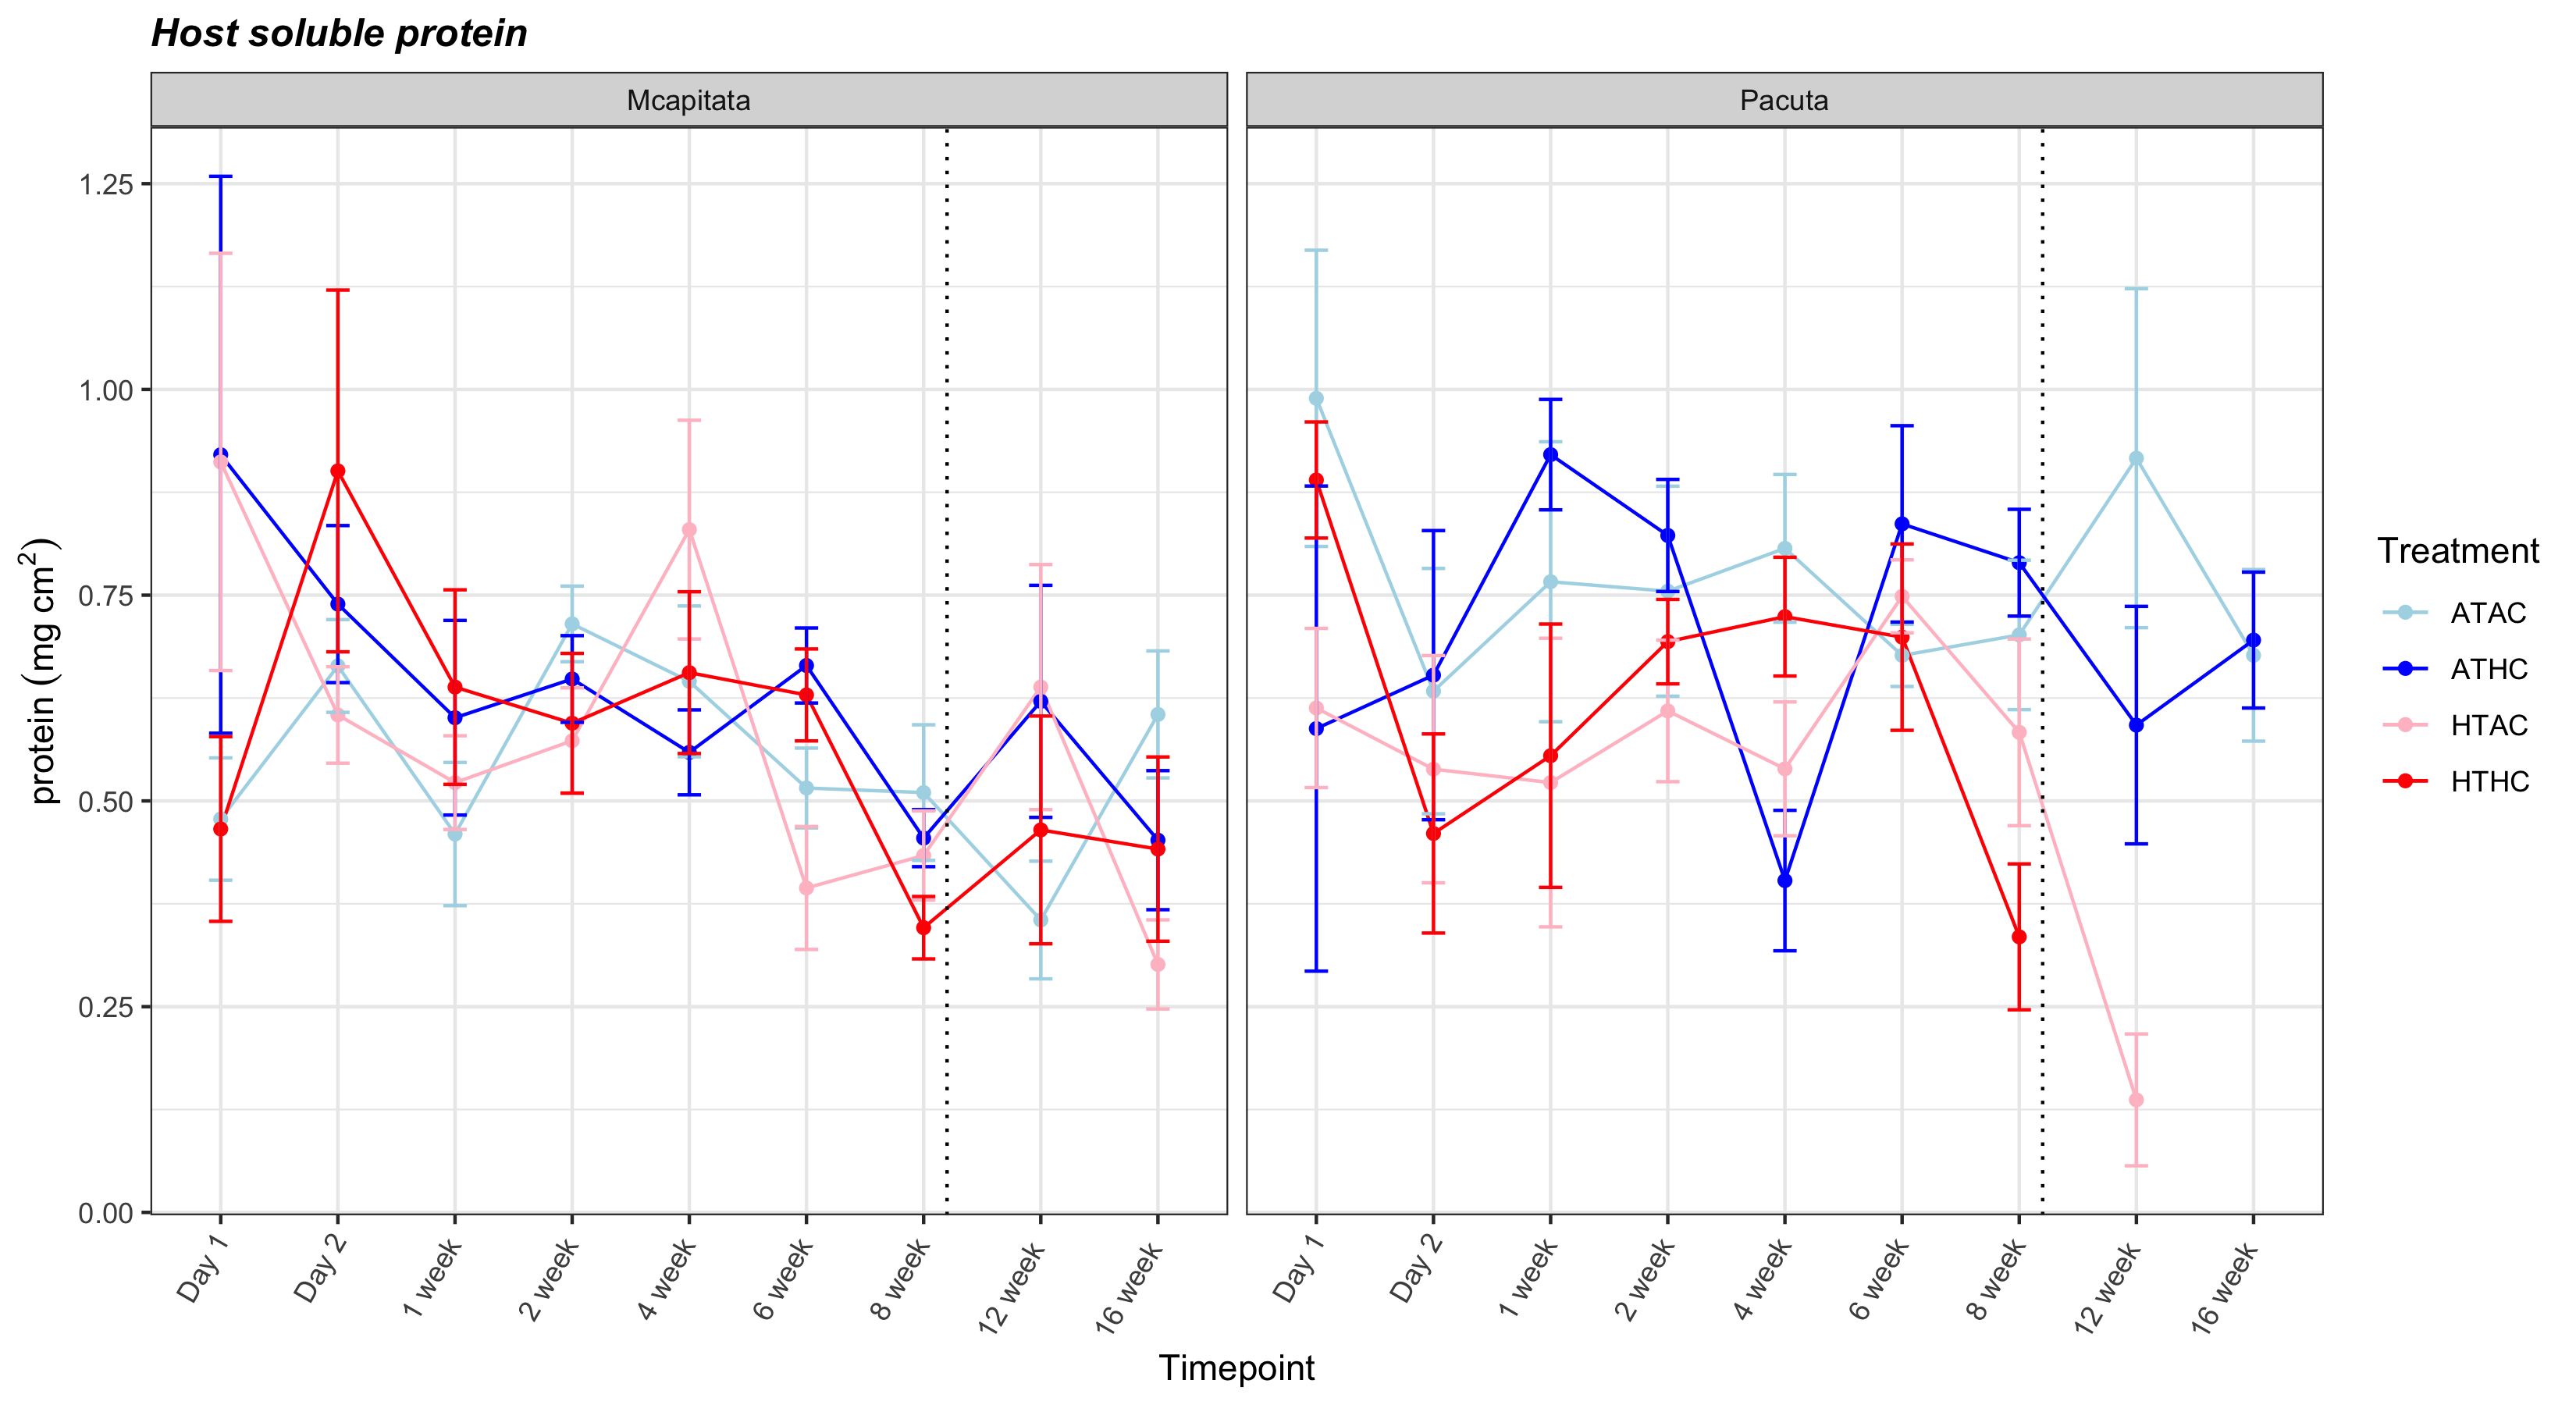 Host soluble protein
Mcapitata
Pacuta
protein (mg cm²)
1.25
1.00
0.75
0.50
0.25
0.00
Day 1
Day 2
1 week
2 week
4 week
6 week
8 week
12 week
16 week
Day 1
Day 2
1 week
2 week
4 week
6 week
8 week
12 week
16 week
Timepoint
Treatment
ATAC
ATHC
HTAC
HTHC